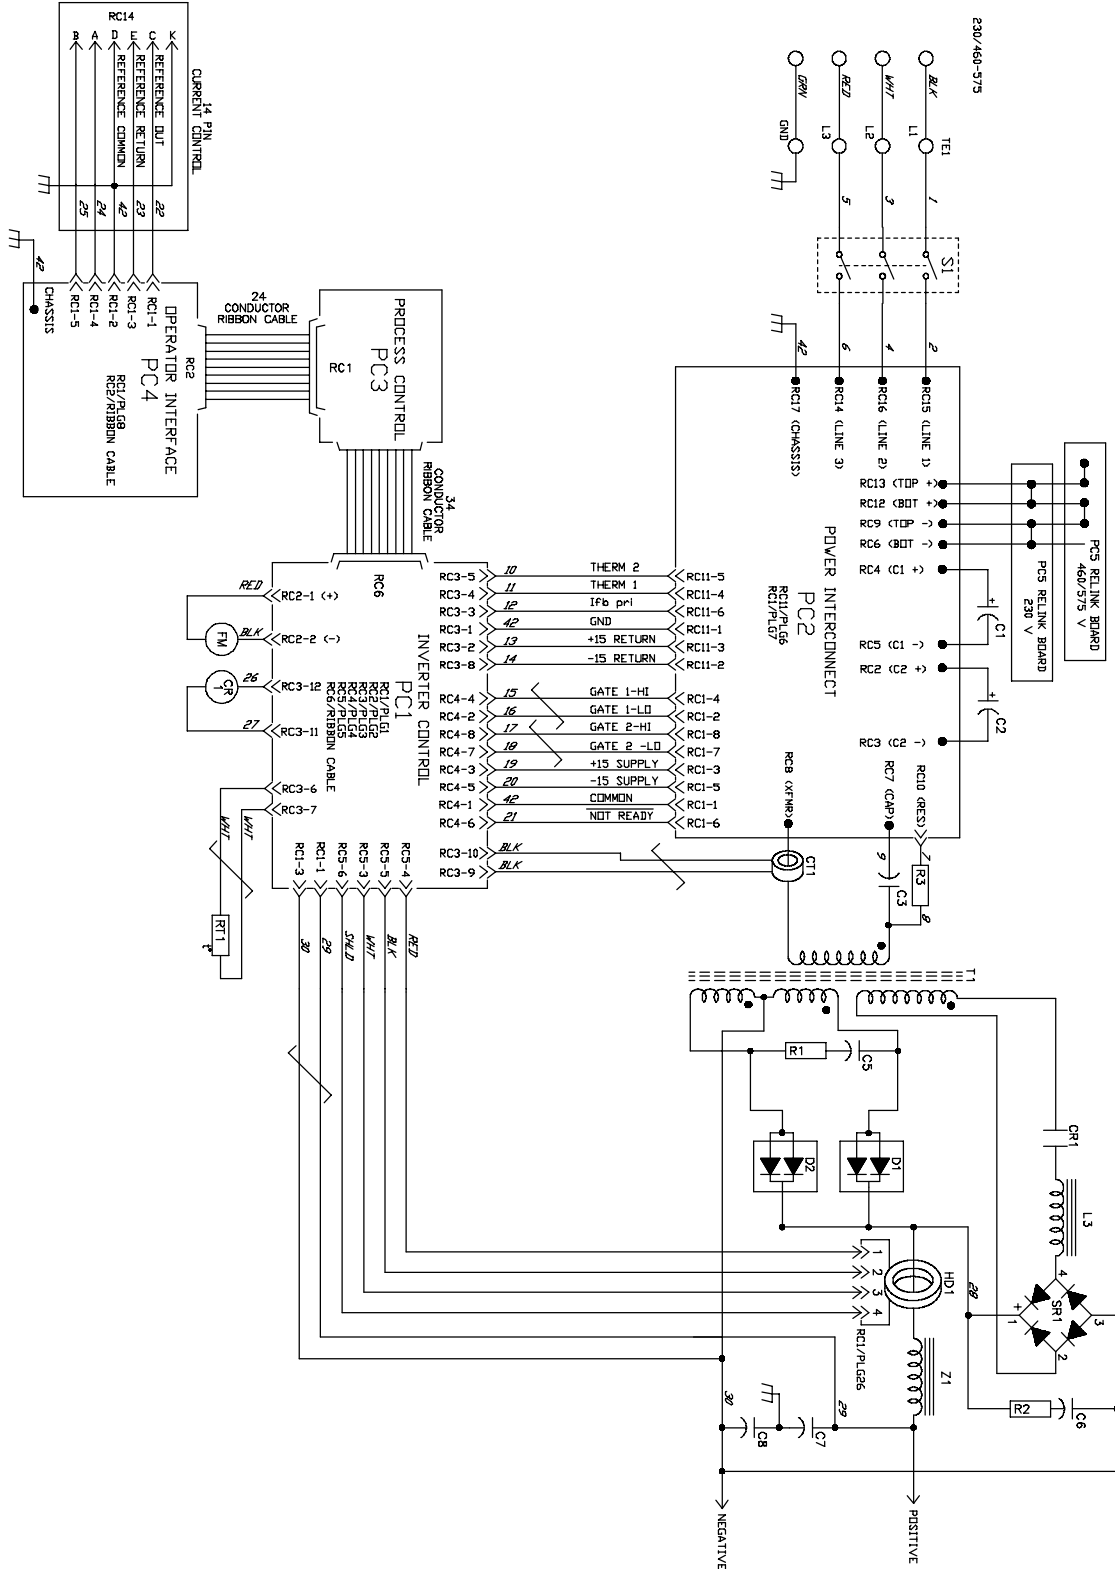 230/460-575
BLK
WHT
RED
GRN
TE1
L1
L2
L3
GND
1
3
5
S1
2
4
6
42
RC15 (LINE 1)
RC16 (LINE 2)
RC14 (LINE 3)
RC17 (CHASSIS)
RC13 (TOP +)
RC12 (BOT +)
RC9 (TOP -)
RC6 (BOT -)
RC4 (C1 +)
RC5 (C1 -)
RC2 (C2 +)
RC3 (C2 -)
+
C1
+
C2
PC5 RELINK BOARD
460/575 V
PC5 RELINK BOARD
230 V
POWER INTERCONNECT
PC2
RC11/PLG6
RC1/PLG7
RC8 (XFMR)
RC7 (CAP)
RC10 (RES)
RC11-5
RC11-4
RC11-6
RC11-1
RC11-3
RC11-2
RC1-4
RC1-2
RC1-8
RC1-7
RC1-3
RC1-5
RC1-1
RC1-6
10 THERM 2
11 THERM 1
12 Ifb pri
42 GND
13 +15 RETURN
14 -15 RETURN
15 GATE 1-HI
16 GATE 1-LO
17 GATE 2-HI
18 GATE 2 -LO
19 +15 SUPPLY
20 -15 SUPPLY
42 COMMON
21 NOT READY
BLK
BLK
RC3-5
RC3-4
RC3-3
RC3-1
RC3-2
RC3-8
RC4-4
RC4-2
RC4-8
RC4-7
RC4-3
RC4-5
RC4-1
RC4-6
RC3-10
RC3-9
INVERTER CONTROL
PC1
RC1/PLG1
RC2/PLG2
RC3/PLG3
RC4/PLG4
RC5/PLG5
RC6/RIBBON CABLE
RC6
RED
RC2-1 (+)
FM
BLK
RC2-2 (-)
26
RC3-12
CR
1
27
RC3-11
RC3-6
RC3-7
WHT
WHT
RT1
t°
RC1-3
RC1-1
RC5-6
RC5-3
RC5-5
RC5-4
30
29
SHLD
WHT
BLK
RED
34
CONDUCTOR
RIBBON CABLE
PROCESS CONTROL
PC3
RC1
24
CONDUCTOR
RIBBON CABLE
RC2
OPERATOR INTERFACE
PC4
RC1/PLG8
RC2/RIBBON CABLE
CHASSIS
42
RC1-1
RC1-3
RC1-2
RC1-4
RC1-5
22
23
42
24
25
RC14
B
A
D
E
C
K
REFERENCE OUT
REFERENCE RETURN
REFERENCE COMMON
14 PIN
CURRENT CONTROL
CT1
9
C3
7
R3
8
T1
R1
C5
D2
D1
CR1
L3
4
SR1
3
+
1
2
28
HD1
1
2
3
4
RC1/PLG26
Z1
R2
C6
30
29
C8
C7
NEGATIVE
POSITIVE